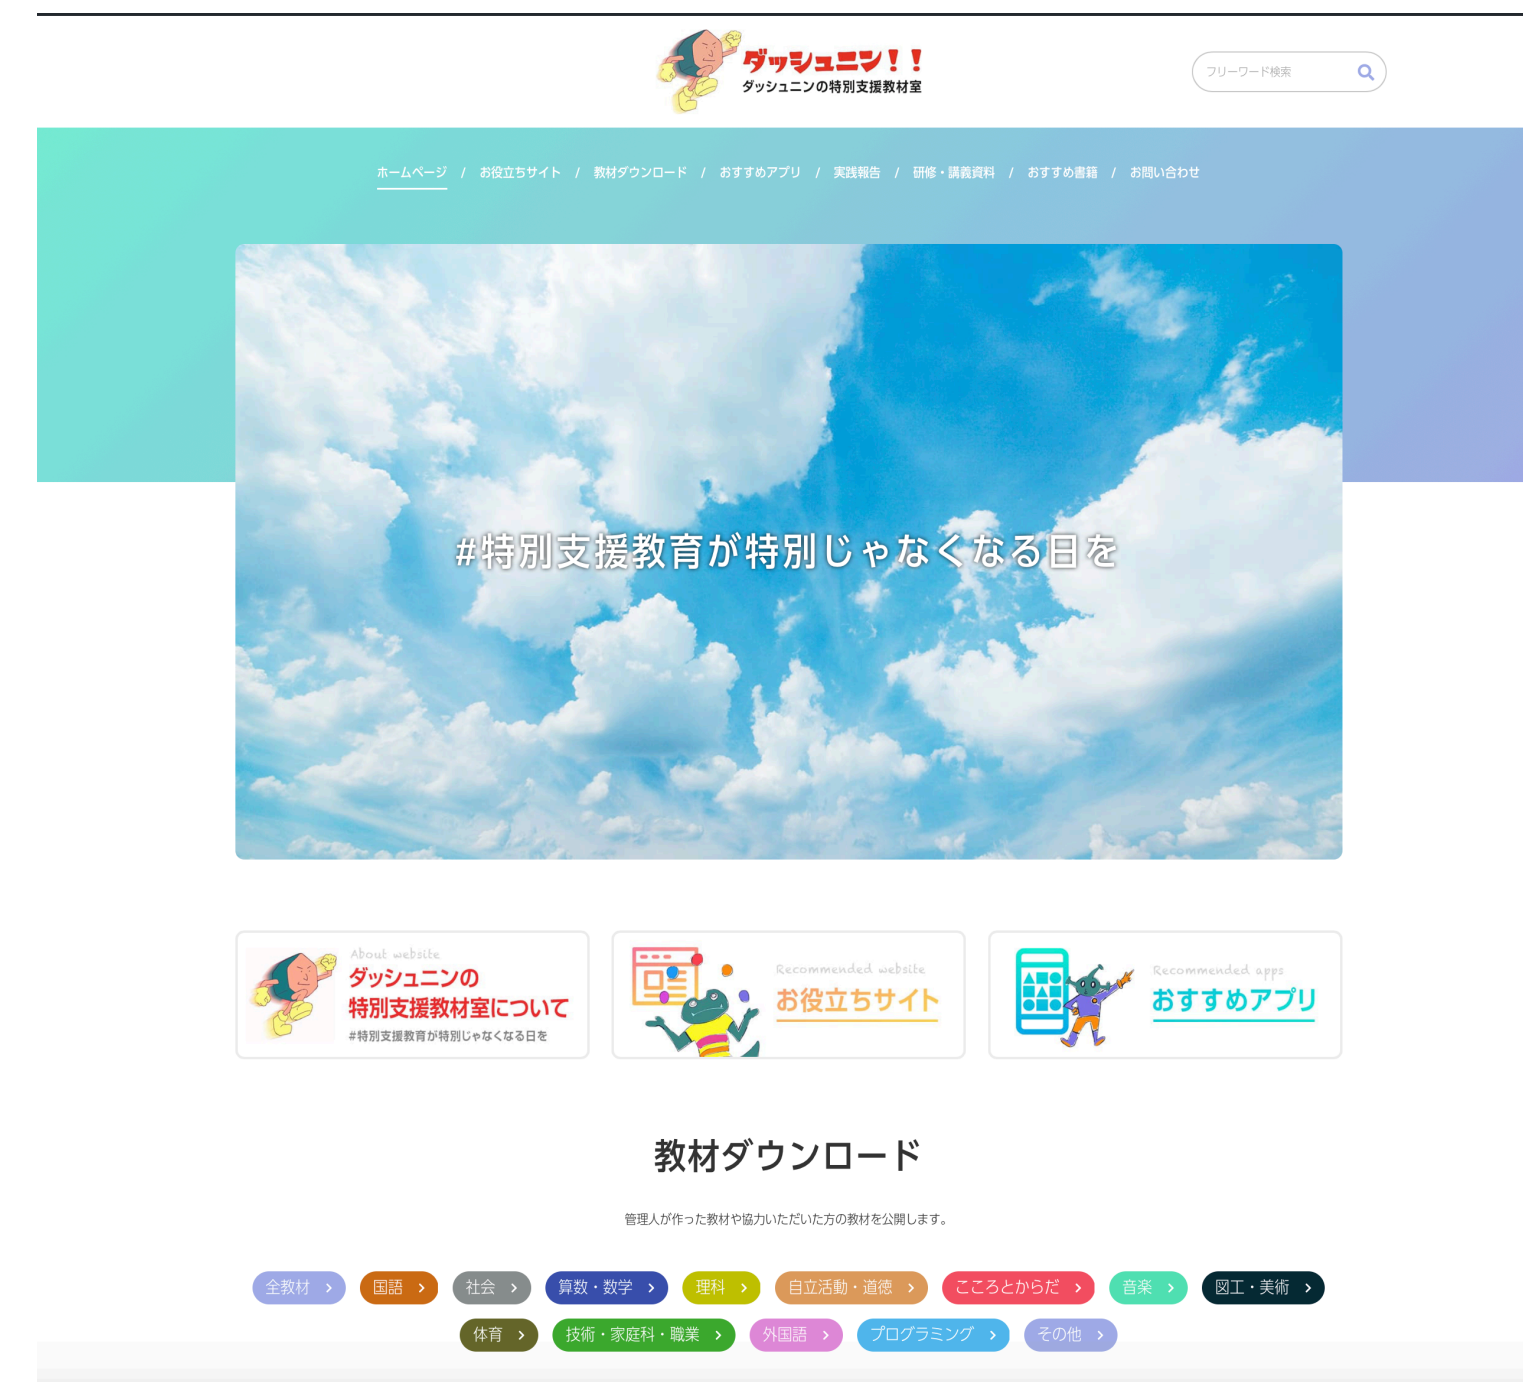 ダッシュニン！！
ダッシュニンの特別支援教材室
フリーワード検索
ホームページ / お役立ちサイト / 教材ダウンロード / おすすめアプリ / 実践報告 / 研修・講義資料 / おすすめ書籍 / お問い合わせ
#特別支援教育が特別じゃなくなる日を
About website
ダッシュニンの
特別支援教材室について
#特別支援教育が特別じゃなくなる日を
Recommended website
お役立ちサイト
Recommended apps
おすすめアプリ
教材ダウンロード
管理人が作った教材や協力いただいた方の教材を公開します。
全教材 国語 社会 算数・数学 理科 自立活動・道徳 こころとからだ 音楽 図工・美術
体育 技術・家庭科・職業 外国語 プログラミング その他